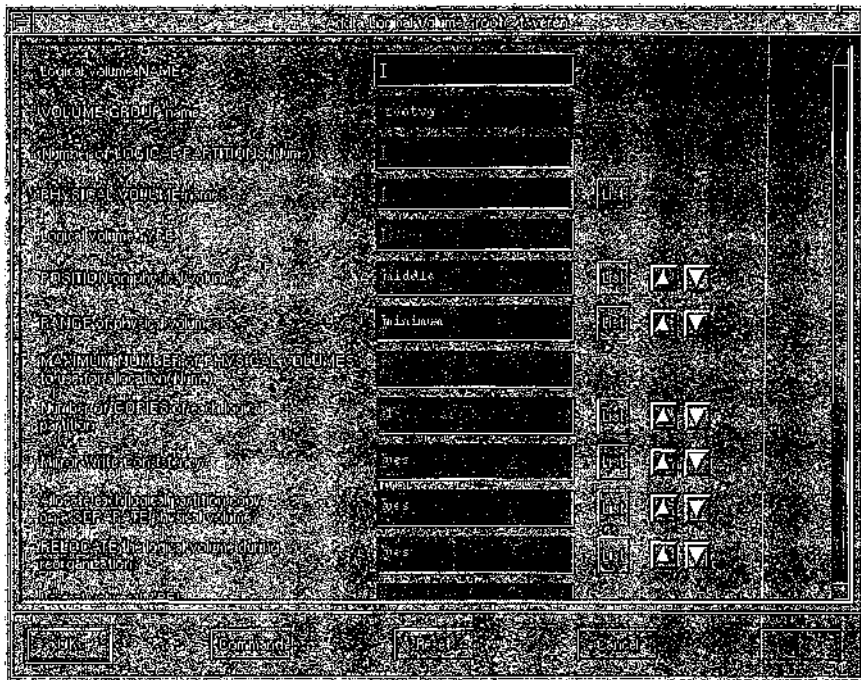 Logical volume NAME
VOLUME GROUP name
rootvg
Number of LOGICAL PARTITIONS (Num.)
PHYSICAL VOLUME names
List
Logical volume TYPE
POSITION on physical volume
middle
List
RANGE of physical volumes
minimum
List
MAXIMUM NUMBER of PHYSICAL VOLUMES
to use for allocation (Num.)
Number of COPIES of each logical
partition
List
Mirror Write Consistency?
yes
List
Allocate each logical partition copy
on a SEPARATE physical volume?
yes
List
RELOCATE the logical volume during
reorganization?
yes
List
OK
Command
Reset
Cancel